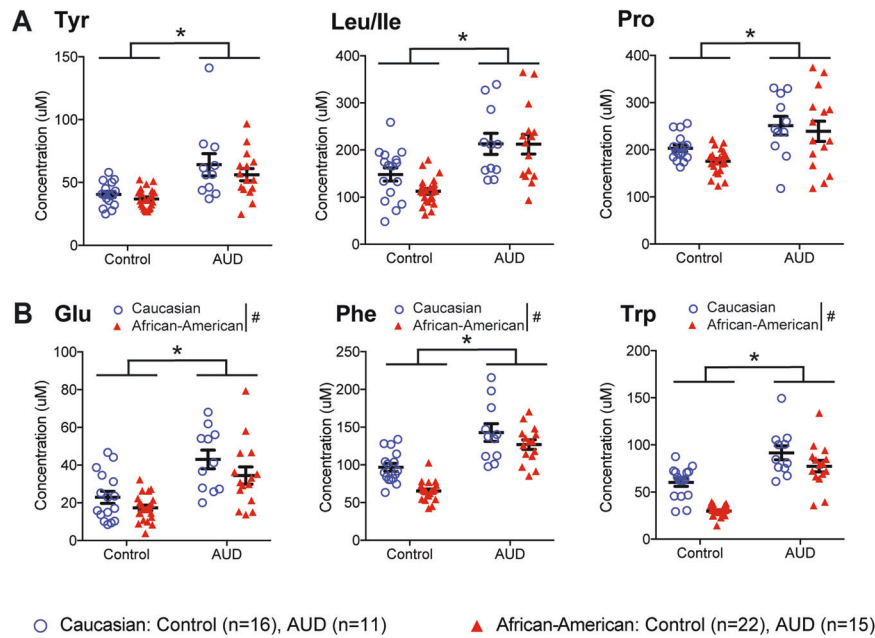 A
Tyr
*
Concentration (uM)
150
100
50
0
Control
AUD
Leu/Ile
*
Concentration (uM)
400
300
200
100
0
Control
AUD
Pro
*
Concentration (uM)
400
300
200
100
0
Control
AUD
B
Glu
Caucasian
African-American
#
*
Concentration (uM)
100
80
60
40
20
0
Control
AUD
Phe
Caucasian
African-American
#
*
Concentration (uM)
250
200
150
100
50
0
Control
AUD
Trp
Caucasian
African-American
#
*
Concentration (uM)
200
150
100
50
0
Control
AUD
Caucasian: Control (n=16), AUD (n=11)
African-American: Control (n=22), AUD (n=15)